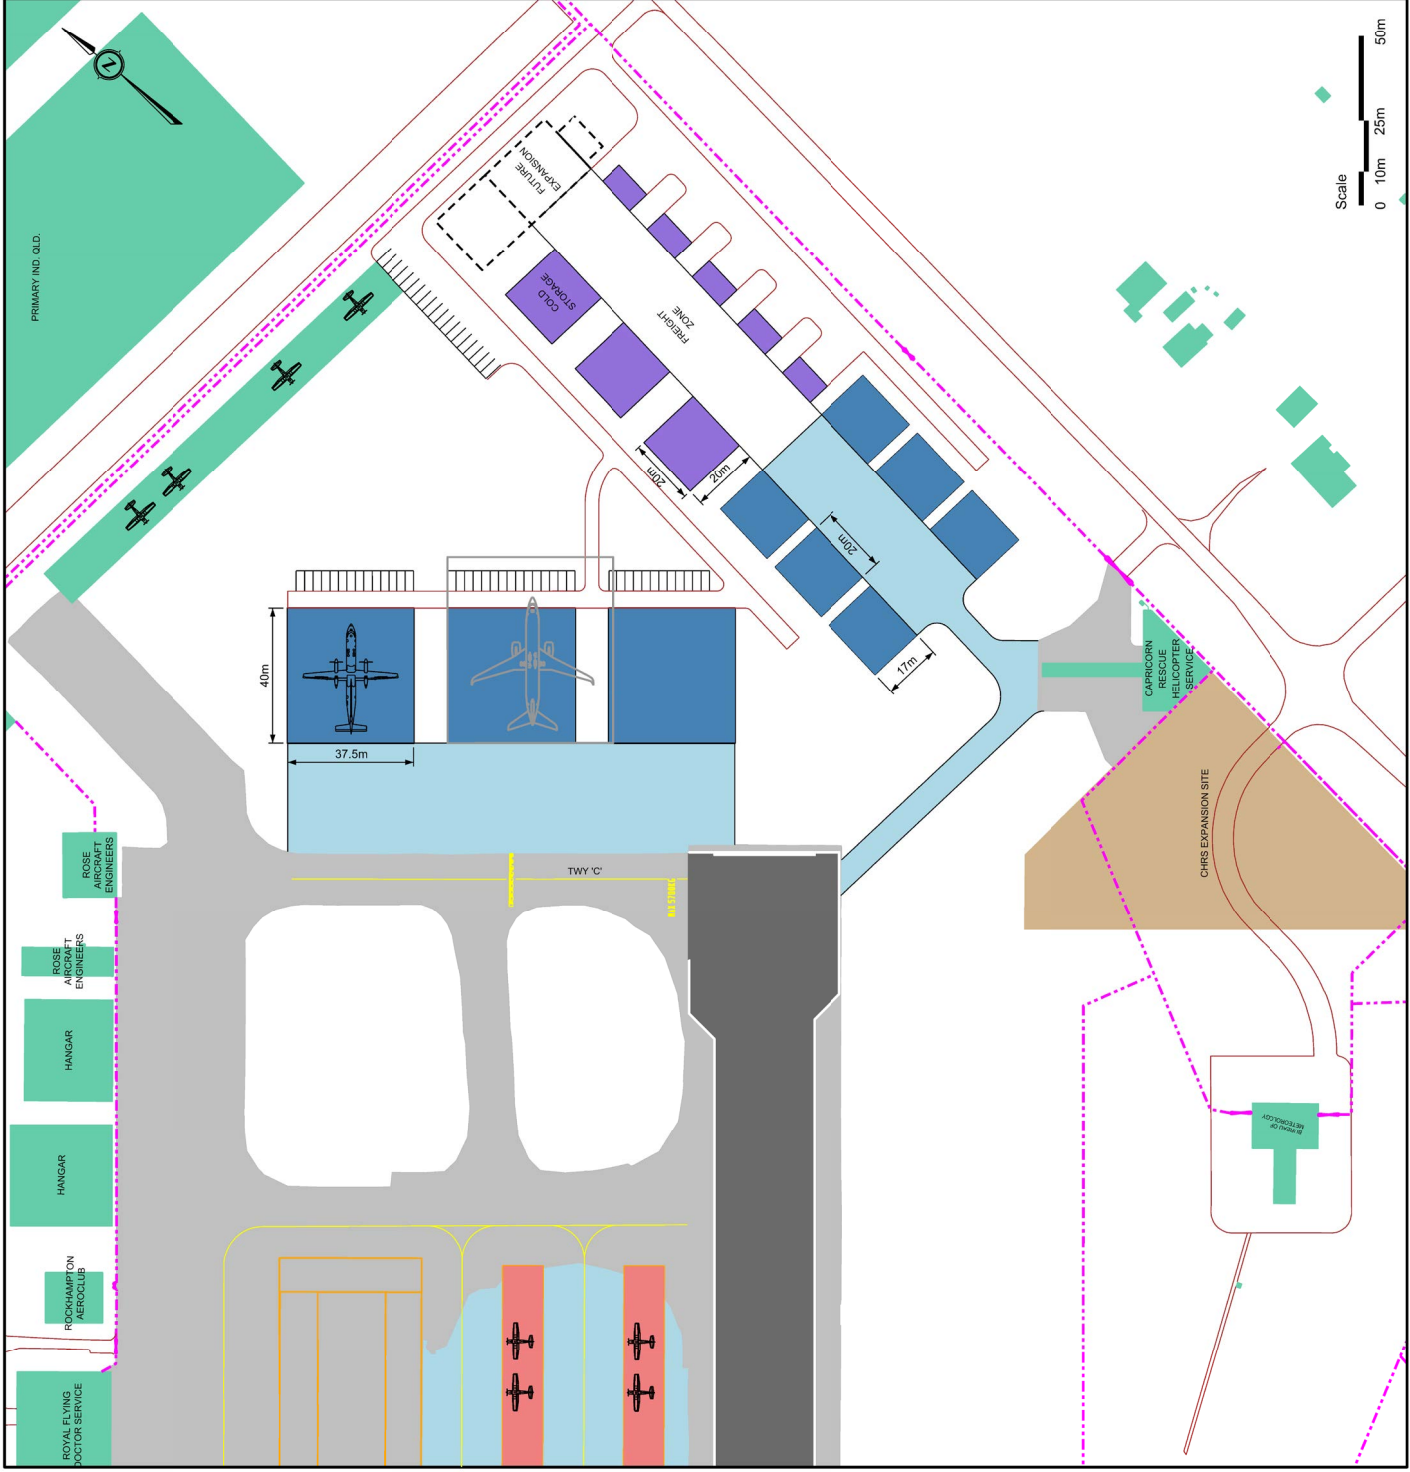 N
PRIMARY IND. QLD.
FUTURE
EXPANSION
COLD
STORAGE
FREIGHT
ZONE
Scale
0 10m 25m 50m
20m
20m
20m
17m
40m
37.5m
CAPRICORN
RESCUE
HELICOPTER
SERVICE
CHRS EXPANSION SITE
TWY 'C'
ROSE
AIRCRAFT
ENGINEERS
ROSE
AIRCRAFT
ENGINEERS
HANGAR
HANGAR
ROCKHAMPTON
AEROCLUB
ROYAL FLYING
DOCTOR SERVICE
BUREAU OF
METEOROLOGY